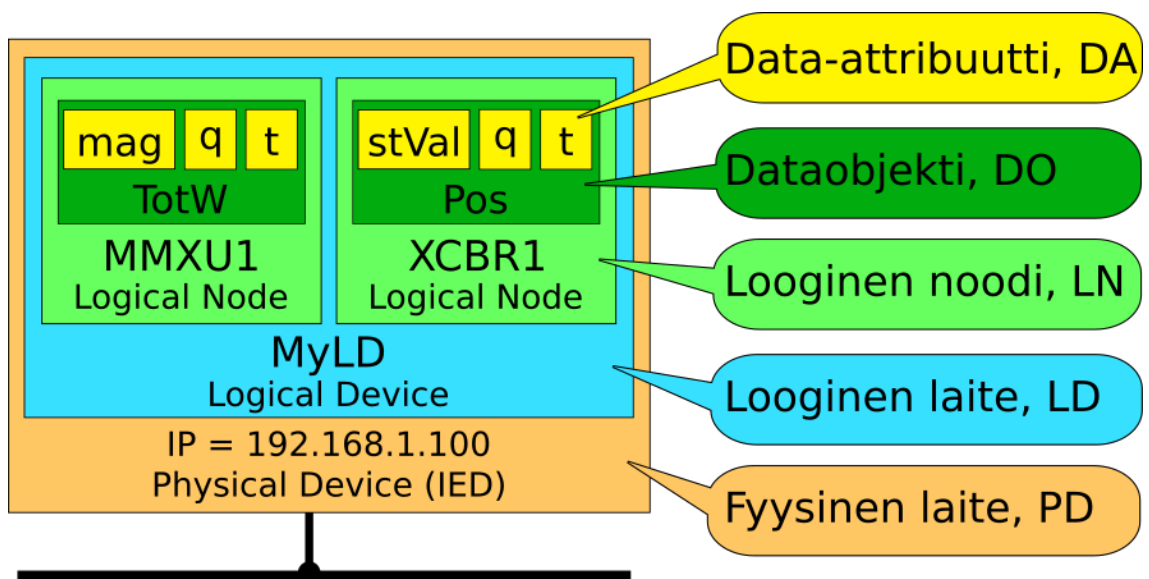 mag q t
TotW
MMXU1
Logical Node
stVal q t
Pos
XCBR1
Logical Node
MyLD
Logical Device
IP = 192.168.1.100
Physical Device (IED)
Data-attribuutti, DA
Dataobjekti, DO
Looginen noodi, LN
Looginen laite, LD
Fyysinen laite, PD